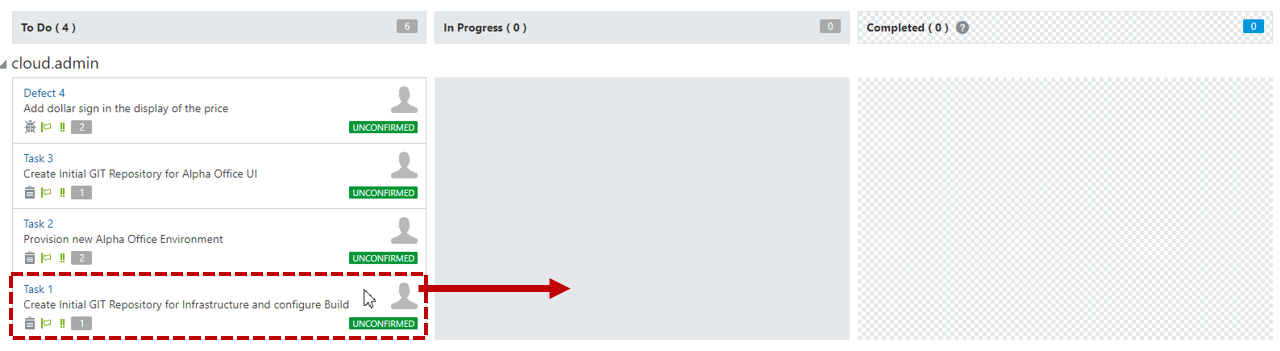 To Do ( 4 ) 6 In Progress ( 0 ) 0 Completed ( 0 ) ? 0
cloud.admin
Defect 4
Add dollar sign in the display of the price
!! 2 UNCONFIRMED
Task 3
Create Initial GIT Repository for Alpha Office UI
!! 1 UNCONFIRMED
Task 2
Provision new Alpha Office Environment
!! 2 UNCONFIRMED
Task 1
Create Initial GIT Repository for Infrastructure and configure Build
!! 1 UNCONFIRMED